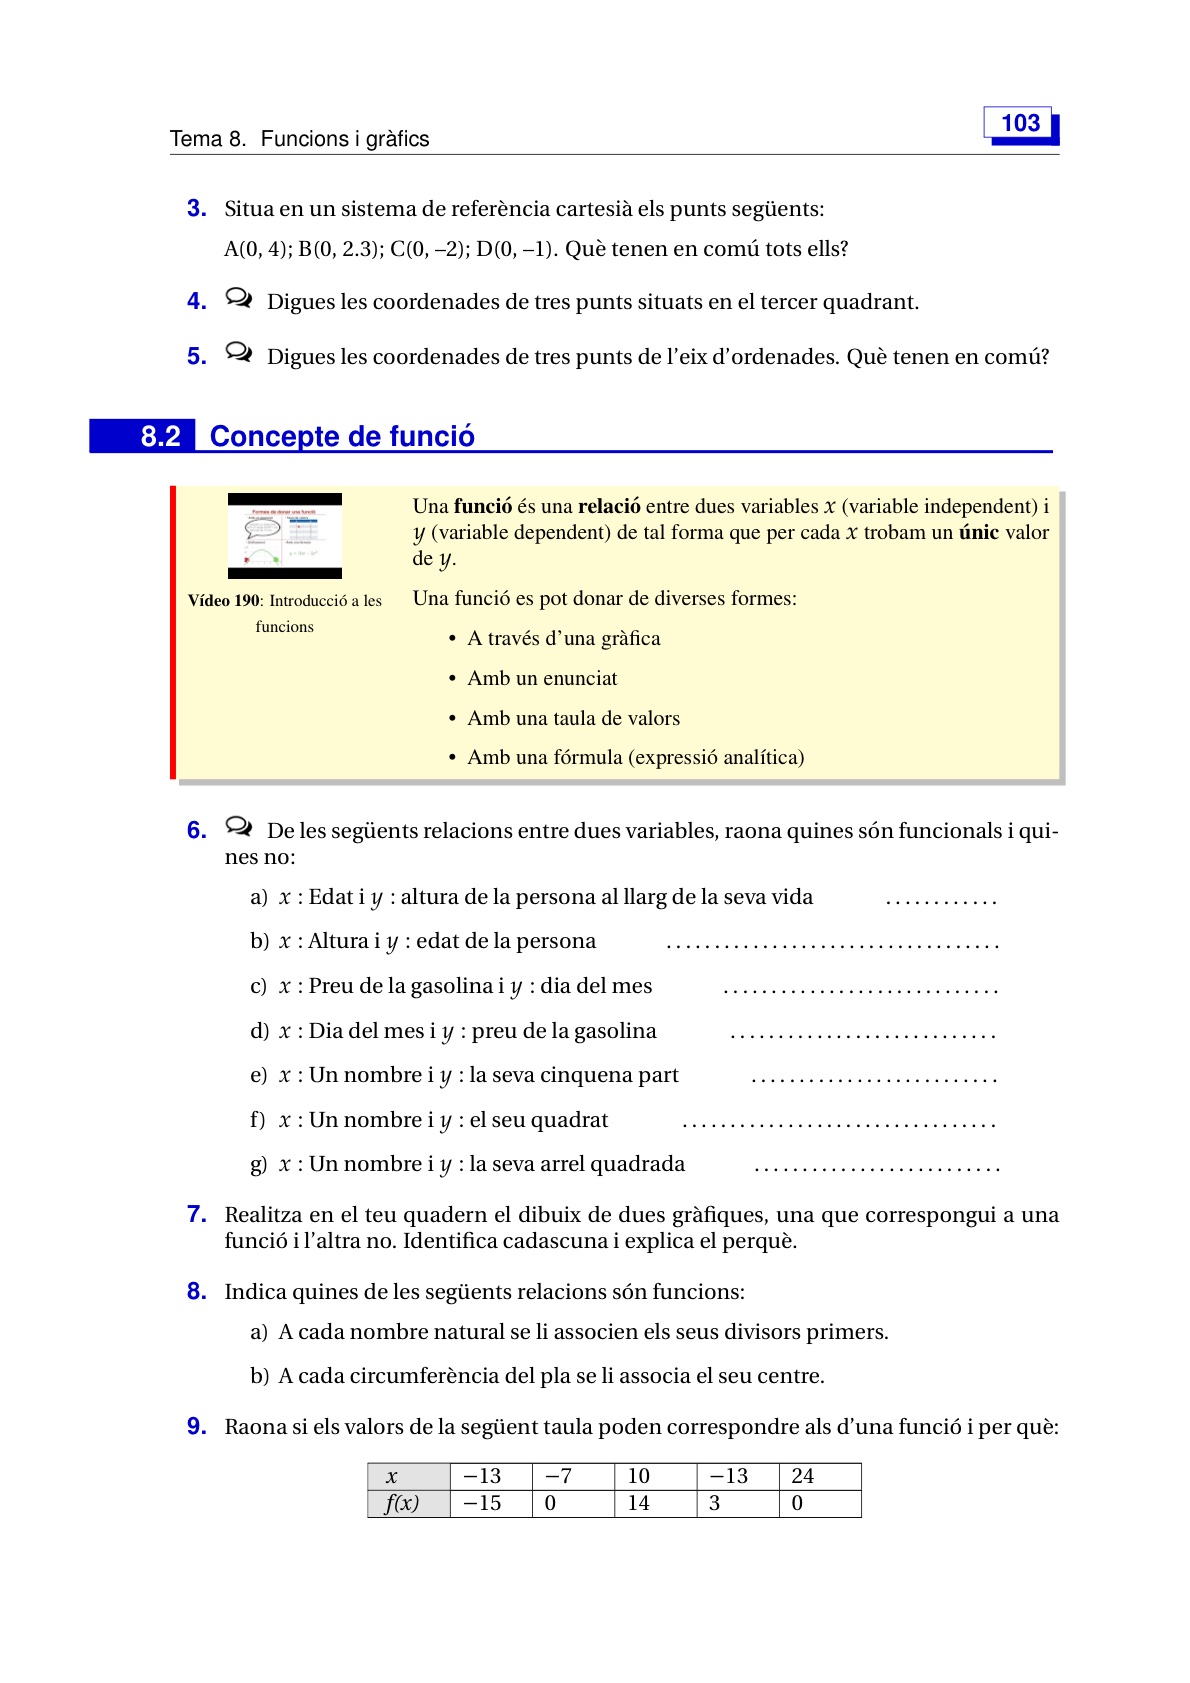 Tema 8. Funcions i gràfics
103
3. Situa en un sistema de referència cartesià els punts següents:
A(0, 4); B(0, 2.3); C(0, –2); D(0, –1). Què tenen en comú tots ells?
4. Digues les coordenades de tres punts situats en el tercer quadrant.
5. Digues les coordenades de tres punts de l’eix d’ordenades. Què tenen en comú?
8.2 Concepte de funció
Formes de donar una funció
Vídeo 190: Introducció a les
funcions
Una funció és una relació entre dues variables x (variable independent) i
y (variable dependent) de tal forma que per cada x trobam un únic valor
de y.
Una funció es pot donar de diverses formes:
• A través d’una gràfica
• Amb un enunciat
• Amb una taula de valors
• Amb una fórmula (expressió analítica)
6. De les següents relacions entre dues variables, raona quines són funcionals i qui-
nes no:
a) x : Edat i y : altura de la persona al llarg de la seva vida ............
b) x : Altura i y : edat de la persona ...................................
c) x : Preu de la gasolina i y : dia del mes .............................
d) x : Dia del mes i y : preu de la gasolina ............................
e) x : Un nombre i y : la seva cinquena part ..........................
f) x : Un nombre i y : el seu quadrat .................................
g) x : Un nombre i y : la seva arrel quadrada ..........................
7. Realitza en el teu quadern el dibuix de dues gràfiques, una que correspongui a una
funció i l’altra no. Identifica cadascuna i explica el perquè.
8. Indica quines de les següents relacions són funcions:
a) A cada nombre natural se li associen els seus divisors primers.
b) A cada circumferència del pla se li associa el seu centre.
9. Raona si els valors de la següent taula poden correspondre als d’una funció i per què:
x −13 −7 10 −13 24
f(x) −15 0 14 3 0